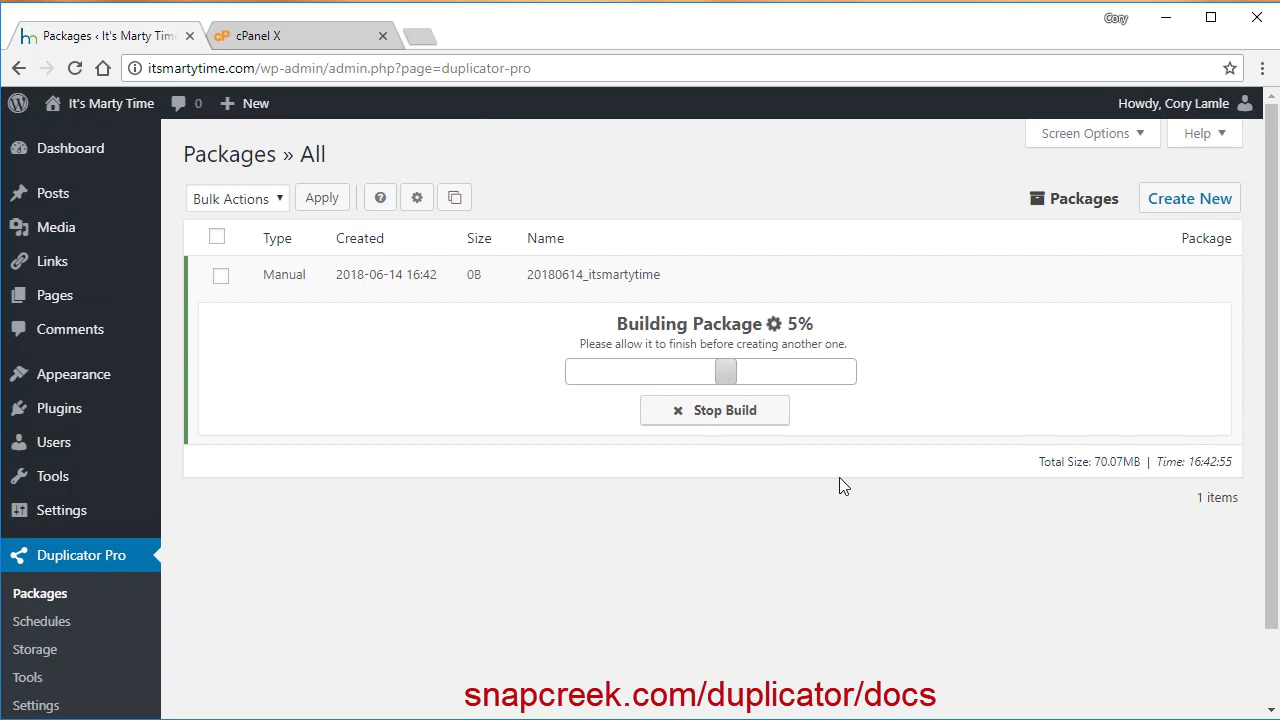 Cory
Packages ‹ It's Marty Time
cPanel X
itsmartytime.com/wp-admin/admin.php?page=duplicator-pro
It's Marty Time
0
New
Howdy, Cory Lamle
Dashboard
Posts
Media
Links
Pages
Comments
Appearance
Plugins
Users
Tools
Settings
Duplicator Pro
Packages
Schedules
Storage
Tools
Settings
Screen Options
Help
Packages » All
Bulk Actions
Apply
Packages
Create New
Type Created Size Name Package
Manual 2018-06-14 16:42 0B 20180614_itsmartytime
Building Package 5%
Please allow it to finish before creating another one.
Stop Build
Total Size: 70.07MB | Time: 16:42:55
1 items
snapcreek.com/duplicator/docs